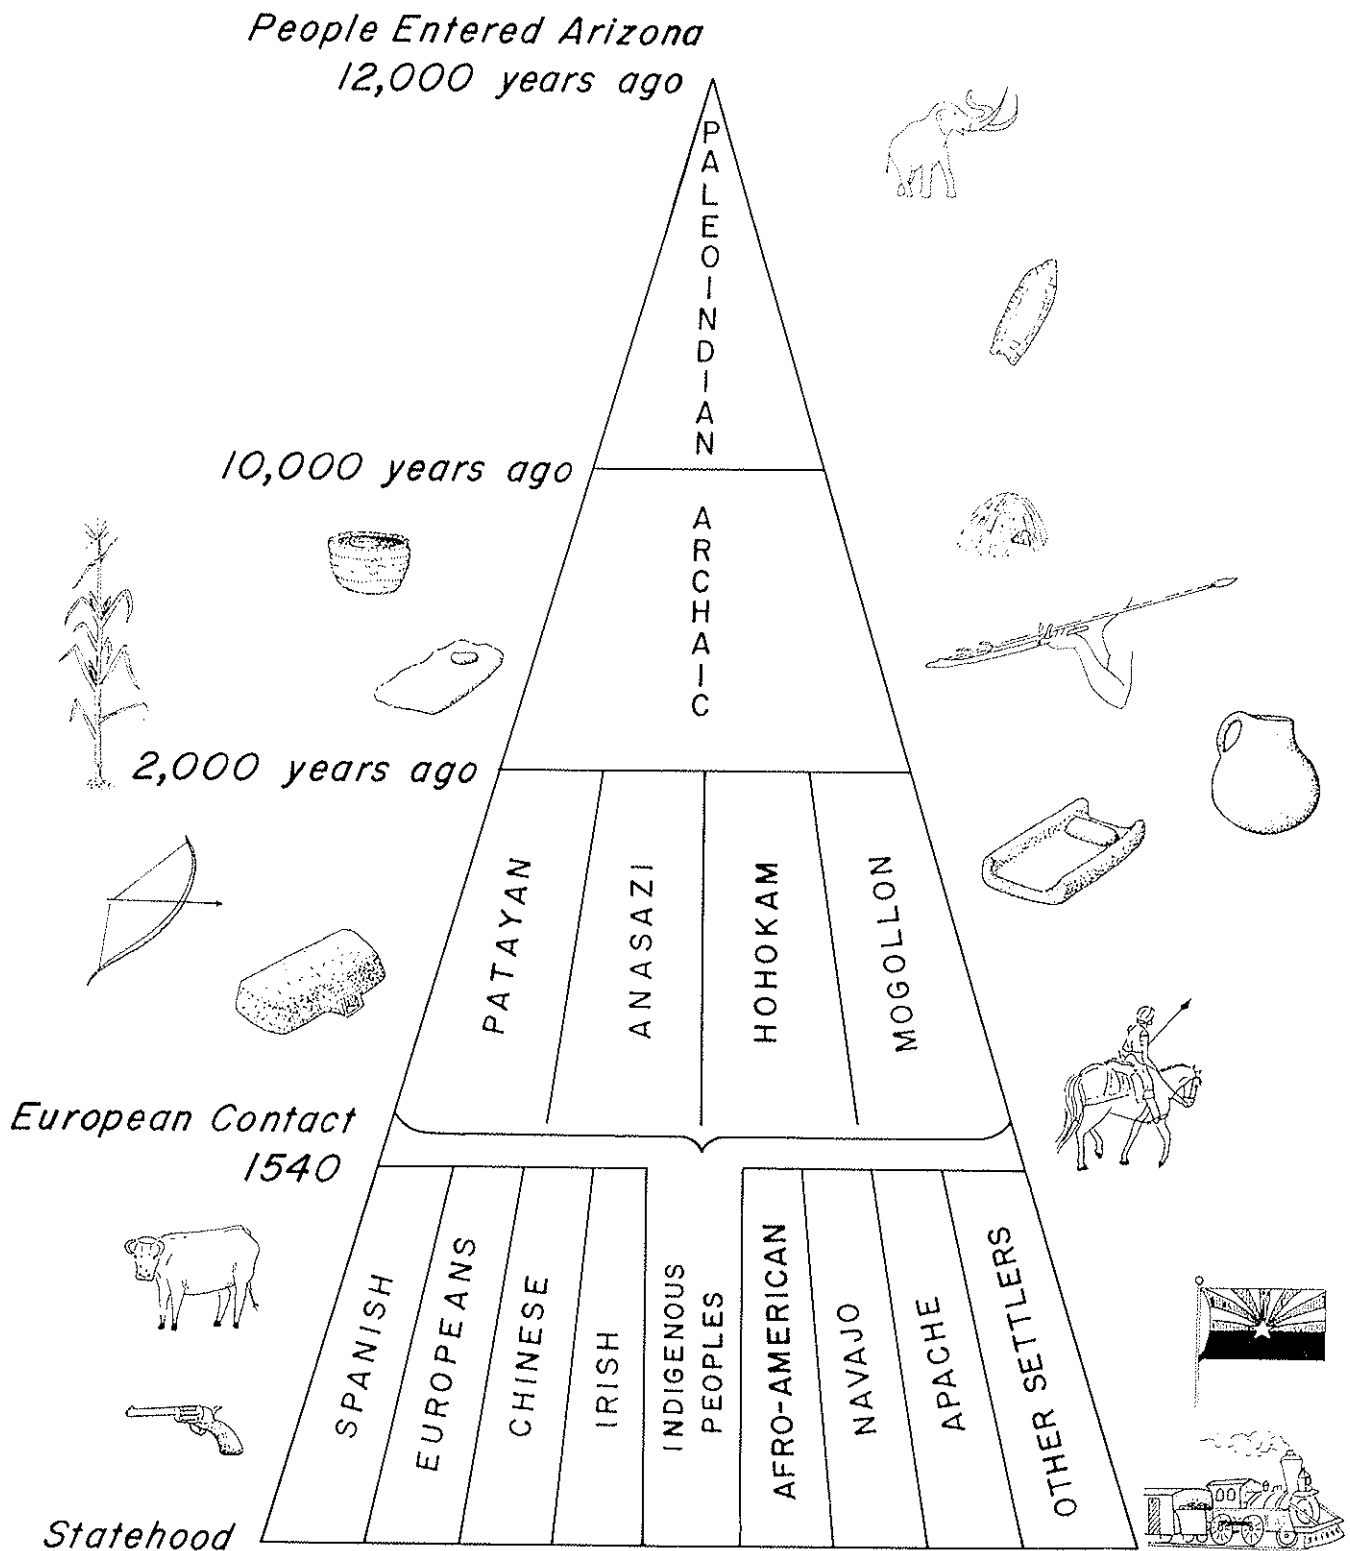 People Entered Arizona
12,000 years ago
PALEOINDIAN
10,000 years ago
ARCHAIC
2,000 years ago
PATAYAN
ANASAZI
HOHOKAM
MOGOLLON
European Contact
1540
SPANISH
EUROPEANS
CHINESE
IRISH
INDIGENOUS
PEOPLES
AFRO-AMERICAN
NAVAJO
APACHE
OTHER SETTLERS
Statehood